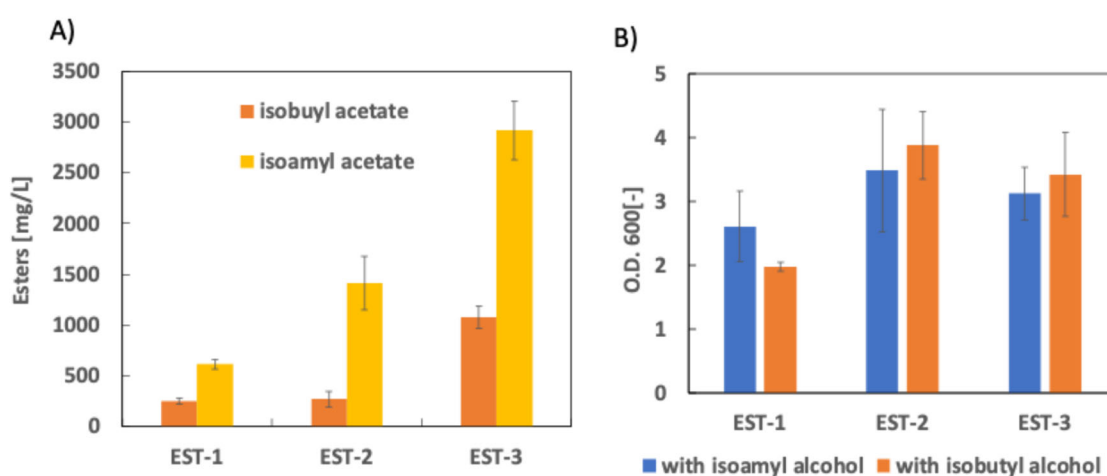 A)
3500
3000
2500
2000
1500
1000
500
0
Esters [mg/L]
isobuyl acetate
isoamyl acetate
EST-1 EST-2 EST-3
B)
5
4
3
2
1
0
O.D. 600[-]
EST-1 EST-2 EST-3
with isoamyl alcohol with isobutyl alcohol